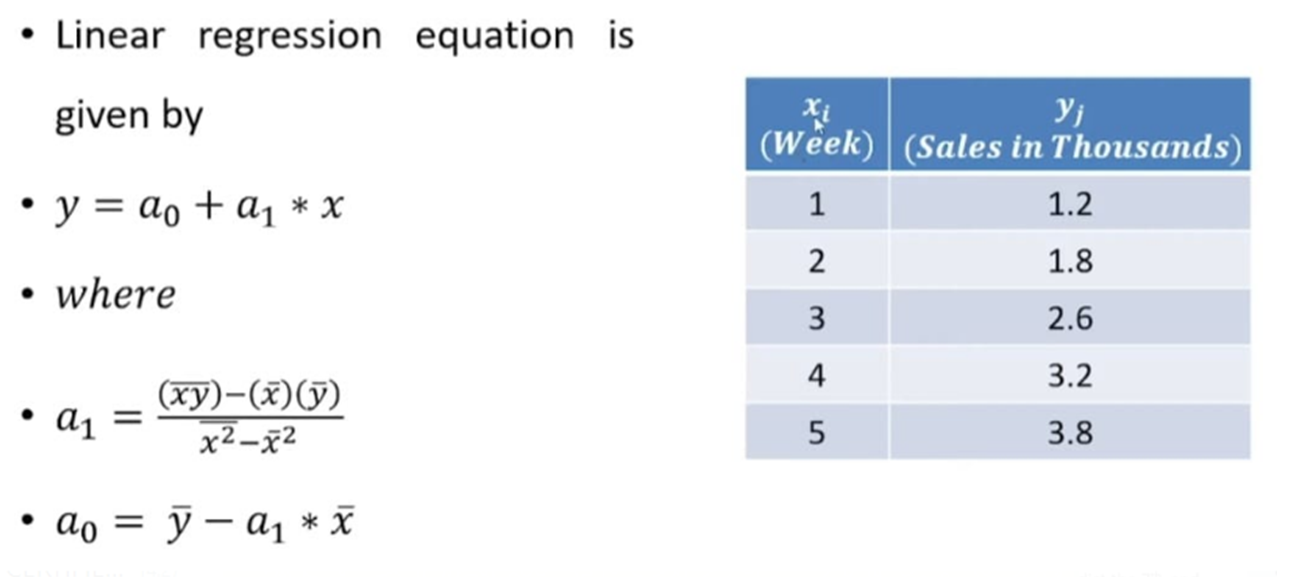 • Linear regression equation is
given by
• y = a₀ + a₁ * x
• where
• a₁ = (x̅y̅)−(x̅)(y̅) / x̅²̅−x̅²
• a₀ = y̅ − a₁ * x̅
xᵢ yⱼ
(Week) (Sales in Thousands)
1 1.2
2 1.8
3 2.6
4 3.2
5 3.8